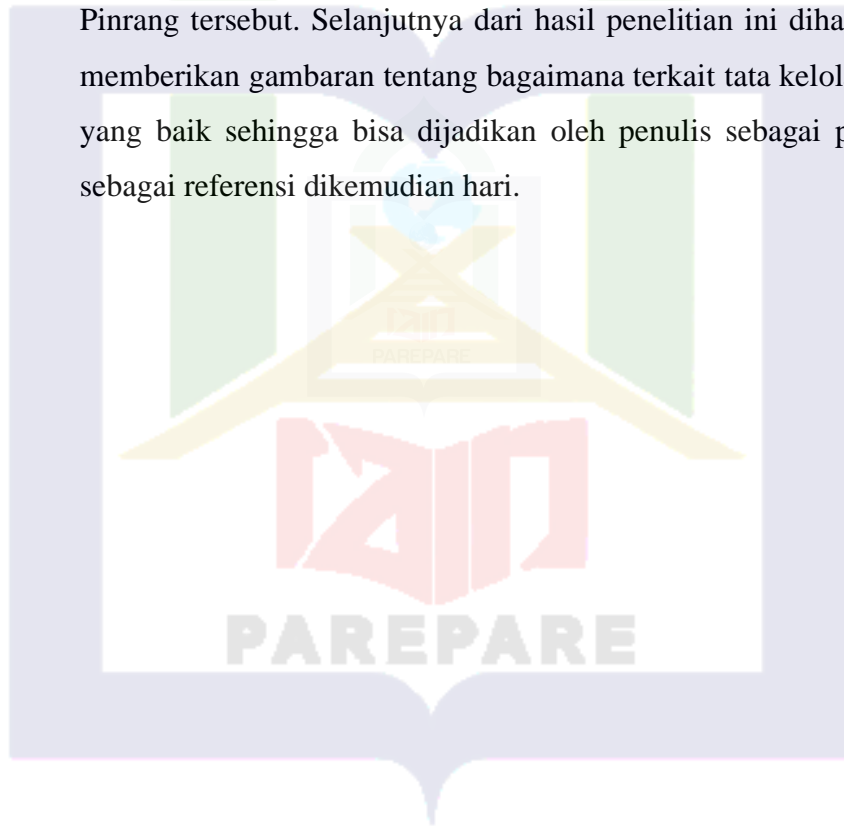 Pinrang tersebut. Selanjutnya dari hasil penelitian ini
memberikan gambaran tentang bagaimana terkait tata
yang baik sehingga bisa dijadikan oleh penulis sebagai
sebagai referensi dikemudian hari.
PAREPARE
PAREPARE